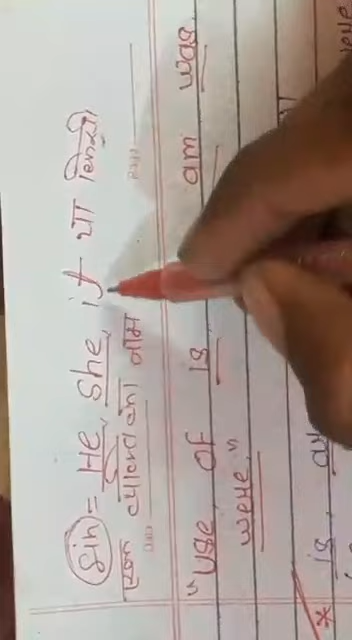 Sin = He, She, it या किसी
एक व्यक्ति का नाम
"Use of is am was
were"
* is